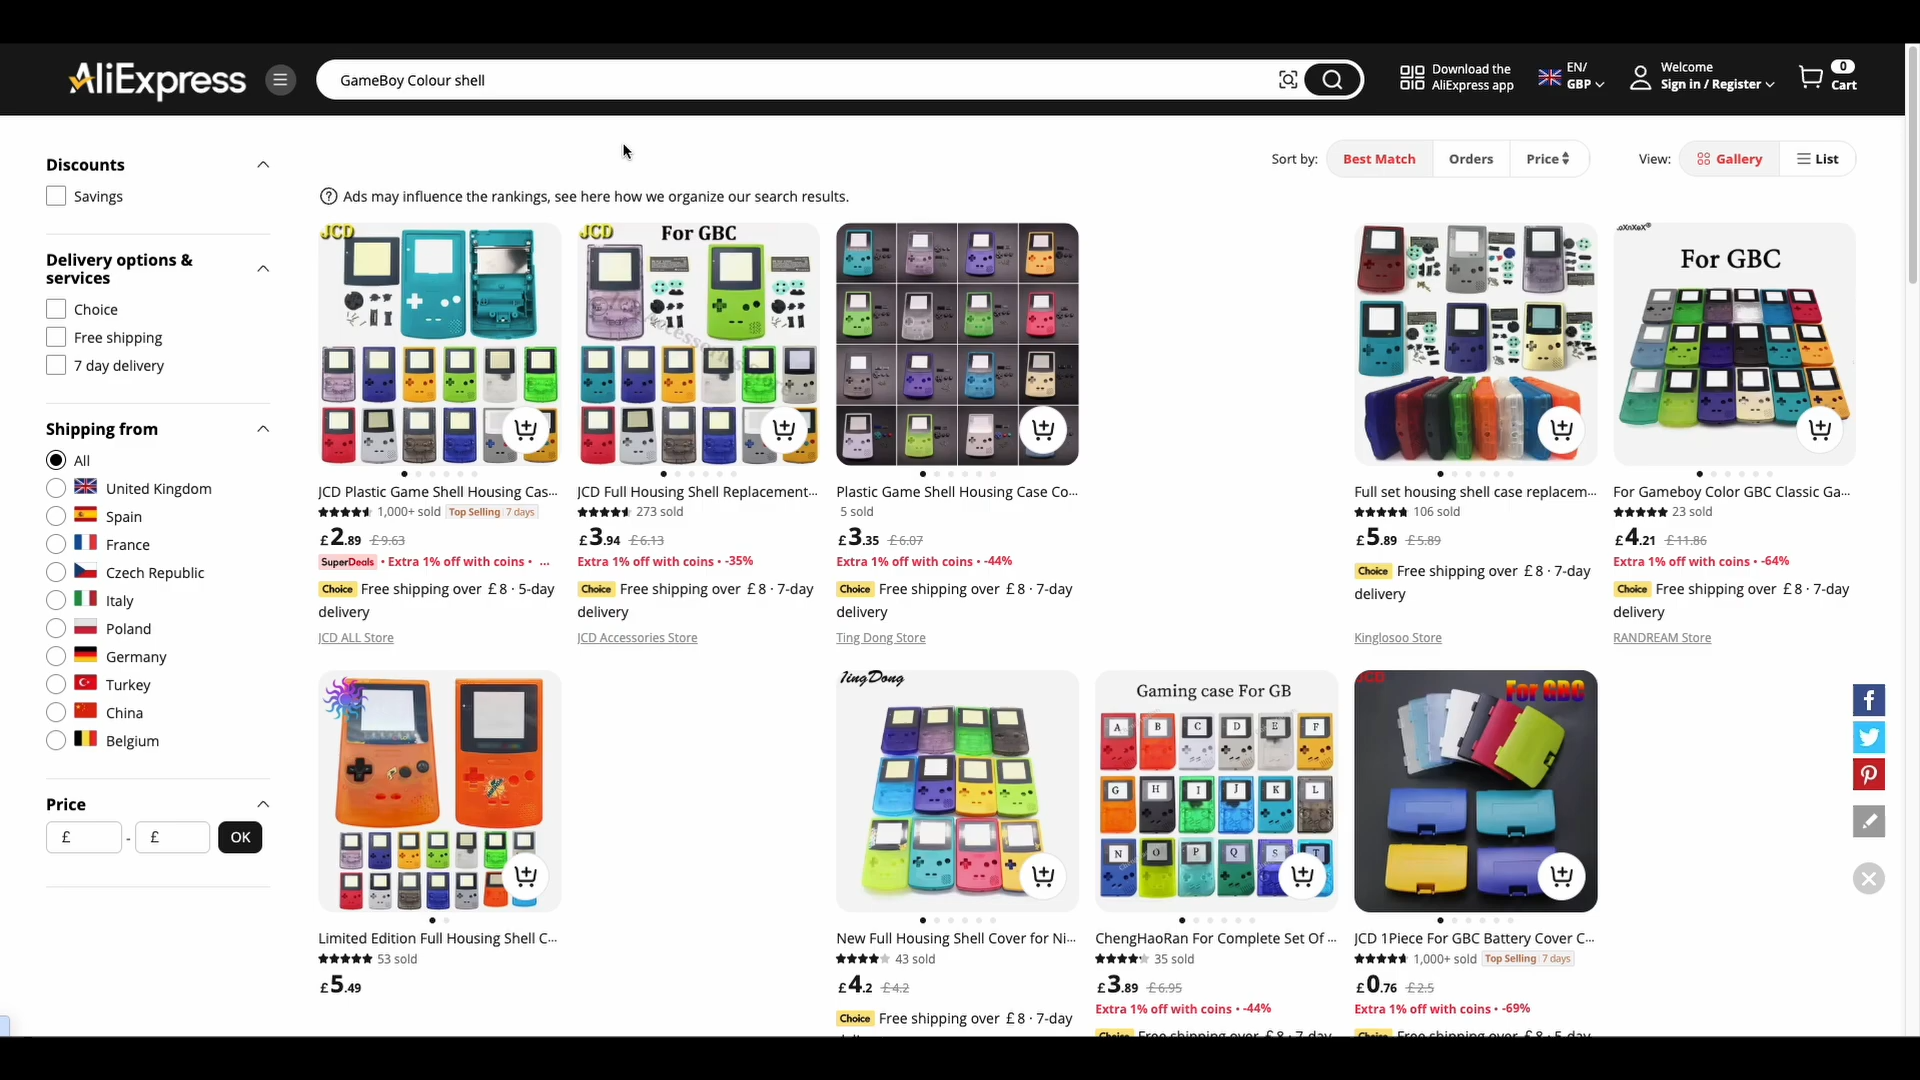 AliExpress
GameBoy Colour shell
Download the
AliExpress app
EN/
GBP
Welcome
Sign in / Register
0
Cart
Discounts
Savings
Delivery options &
services
Choice
Free shipping
7 day delivery
Shipping from
All
United Kingdom
Spain
France
Czech Republic
Italy
Poland
Germany
Turkey
China
Belgium
Price
£ - £ OK
Sort by: Best Match Orders Price
View: Gallery List
Ads may influence the rankings, see here how we organize our search results.
JCD
JCD Plastic Game Shell Housing Cas...
1,000+ sold Top Selling 7 days
£2.89 £9.63
SuperDeals · Extra 1% off with coins · ...
Choice Free shipping over £8 · 5-day
delivery
JCD ALL Store
JCD For GBC
JCD Full Housing Shell Replacement...
273 sold
£3.94 £6.13
Extra 1% off with coins · -35%
Choice Free shipping over £8 · 7-day
delivery
JCD Accessories Store
Plastic Game Shell Housing Case Co...
5 sold
£3.35 £6.07
Extra 1% off with coins · -44%
Choice Free shipping over £8 · 7-day
delivery
Ting Dong Store
Full set housing shell case replacem...
106 sold
£5.89 £5.89
Choice Free shipping over £8 · 7-day
delivery
Kinglosoo Store
For GBC
For Gameboy Color GBC Classic Ga...
23 sold
£4.21 £11.86
Extra 1% off with coins · -64%
Choice Free shipping over £8 · 7-day
delivery
RANDREAM Store
Limited Edition Full Housing Shell C...
53 sold
£5.49
New Full Housing Shell Cover for Ni...
43 sold
£4.2 £4.2
Choice Free shipping over £8 · 7-day
Gaming case For GB
A B C D E F
G H I J K L
N O P Q S T
ChengHaoRan For Complete Set Of ...
35 sold
£3.89 £6.95
Extra 1% off with coins · -44%
Choice Free shipping over £8 · 7-day
JCD
For GBC
JCD 1Piece For GBC Battery Cover C...
1,000+ sold Top Selling 7 days
£0.76 £2.5
Extra 1% off with coins · -69%
Choice Free shipping over £8 · 5-day